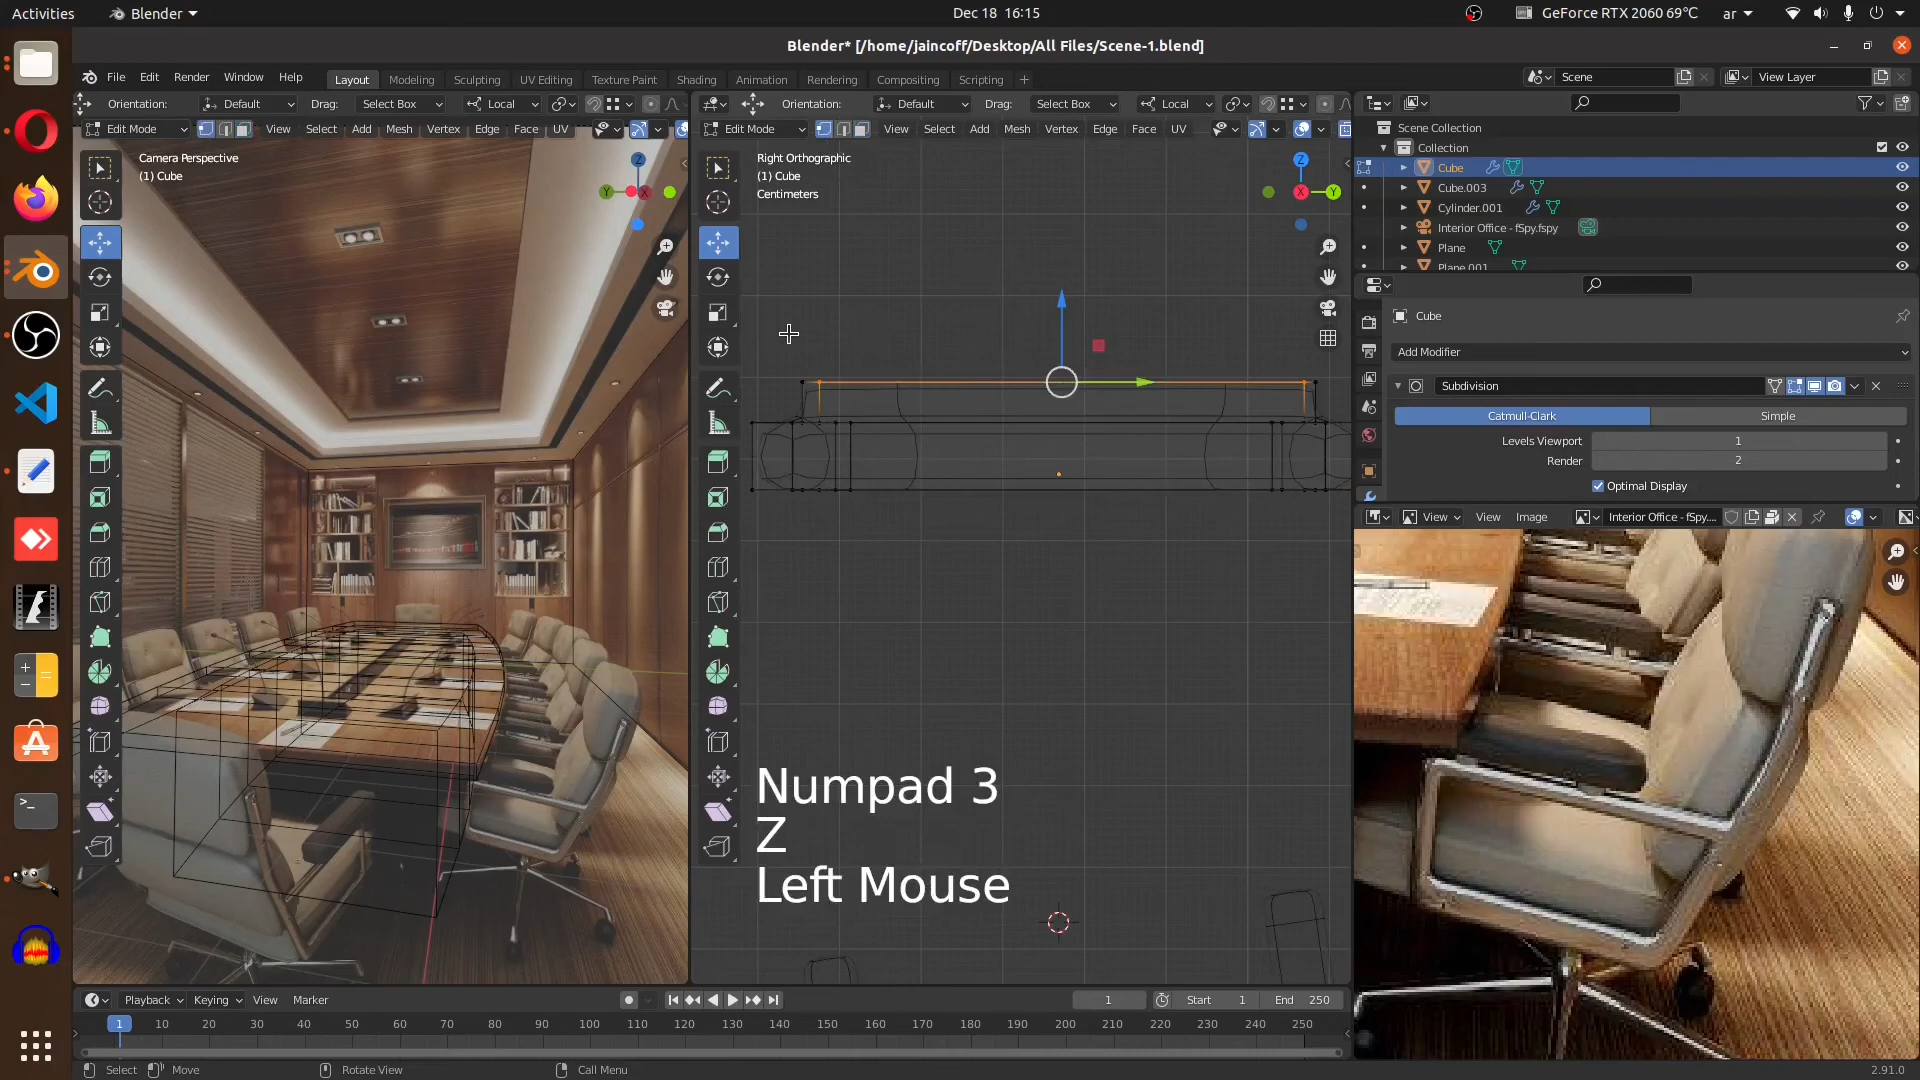 Activities
Blender
Dec 18 16:15
GeForce RTX 2060 69℃
ar
Blender* [/home/jaincoff/Desktop/All Files/Scene-1.blend]
File Edit Render Window Help
Layout Modeling Sculpting UV Editing Texture Paint Shading Animation Rendering Compositing Scripting +
Scene
View Layer
Orientation: Default Drag: Select Box Local
Orientation: Default Drag: Select Box Local
Edit Mode View Select Add Mesh Vertex Edge Face UV
Edit Mode View Select Add Mesh Vertex Edge Face UV
Camera Perspective
(1) Cube
Z
Y
X
Right Orthographic
(1) Cube
Centimeters
Z
X
Y
Scene Collection
Collection
Cube
Cube.003
Cylinder.001
Interior Office - fSpy.fspy
Plane
Plane.001
Cube
Add Modifier
Subdivision
Catmull-Clark Simple
Levels Viewport 1
Render 2
Optimal Display
View View Image Interior Office - fSpy....
Numpad 3
Z
Left Mouse
Playback Keying View Marker
1
Start 1 End 250
1 10 20 30 40 50 60 70 80 90 100 110 120 130 140 150 160 170 180 190 200 210 220 230 240 250
Select Move Rotate View Call Menu
2.91.0